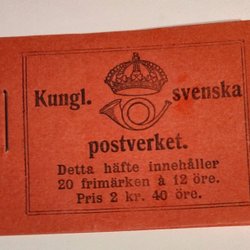 Kungl. svenska
postverket.
Detta häfte innehåller
20 frimärken à 12 öre.
Pris 2 kr. 40 öre.